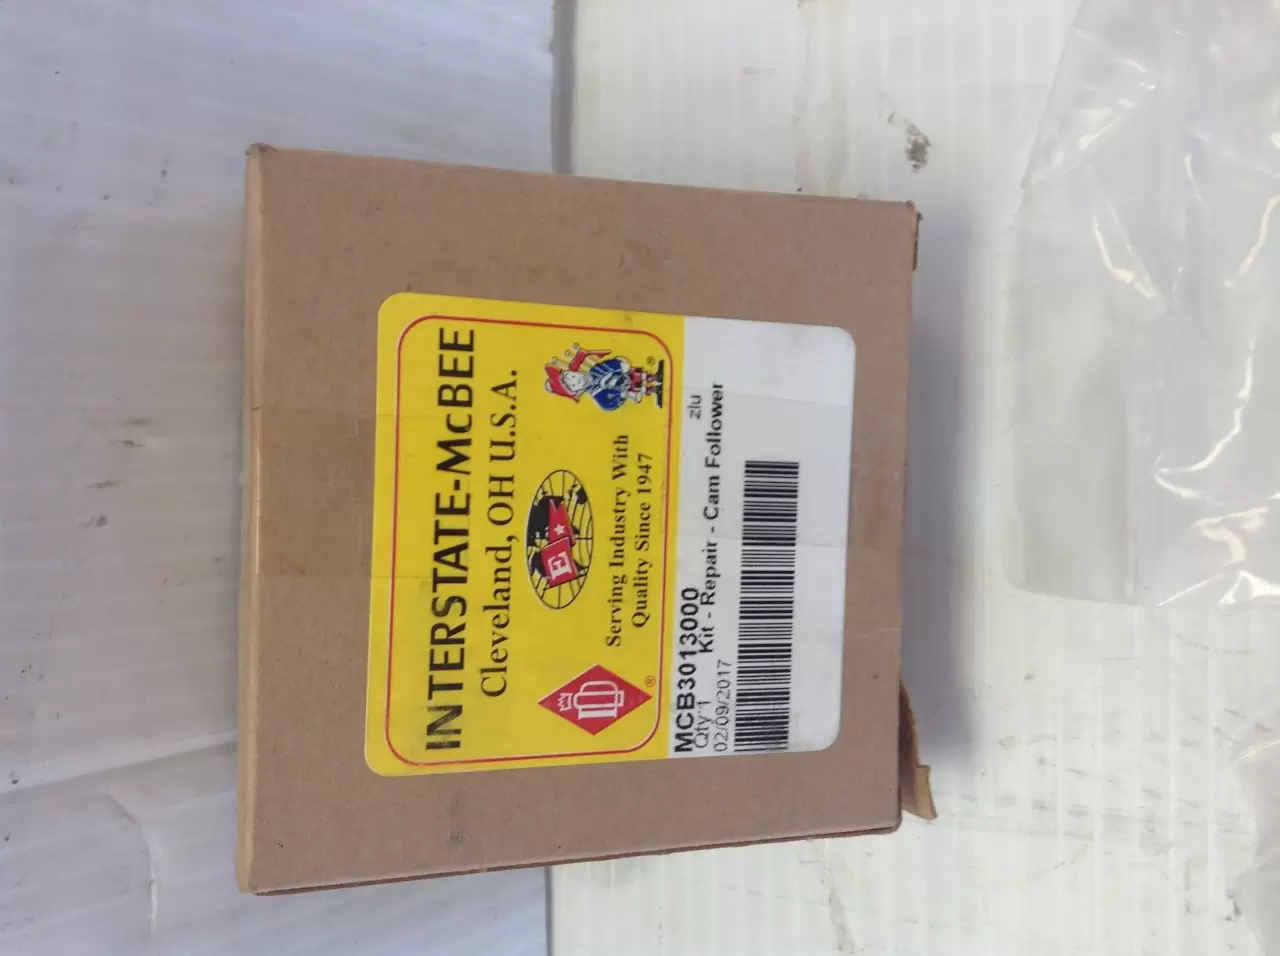 INTERSTATE-McBEE
Cleveland, OH U.S.A.
E
D
Serving Industry With
Quality Since 1947
®
®
MCB3013000 zlu
Qty 1 Kit - Repair - Cam Follower
02/09/2017